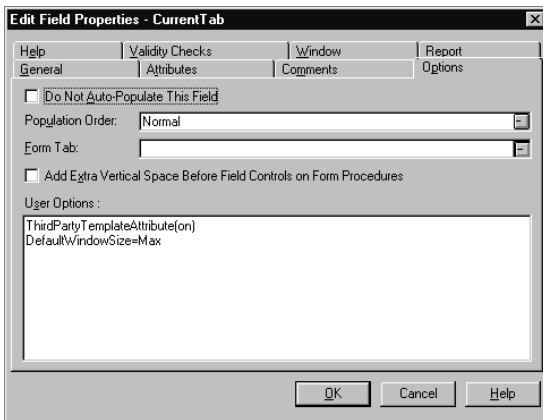 Edit Field Properties - CurrentTab
Help Validity Checks Window Report
General Attributes Comments Options
Do Not Auto-Populate This Field
Population Order: Normal
Form Tab:
Add Extra Vertical Space Before Field Controls on Form Procedures
User Options :
ThirdPartyTemplateAttribute(on)
DefaultWindowSize=Max
OK Cancel Help